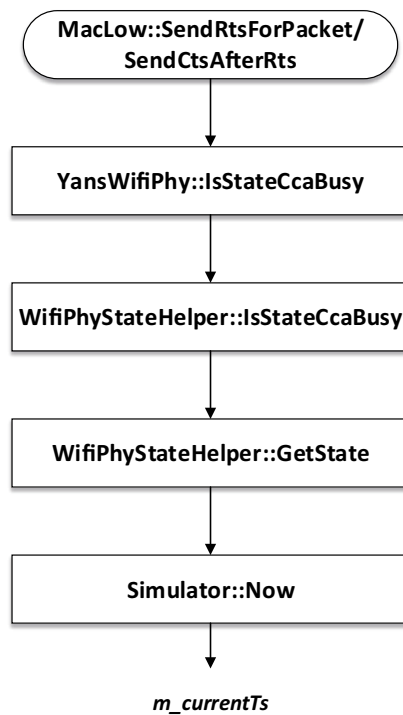 MacLow::SendRtsForPacket/
SendCtsAfterRts
YansWifiPhy::IsStateCcaBusy
WifiPhyStateHelper::IsStateCcaBusy
WifiPhyStateHelper::GetState
Simulator::Now
m_currentTs